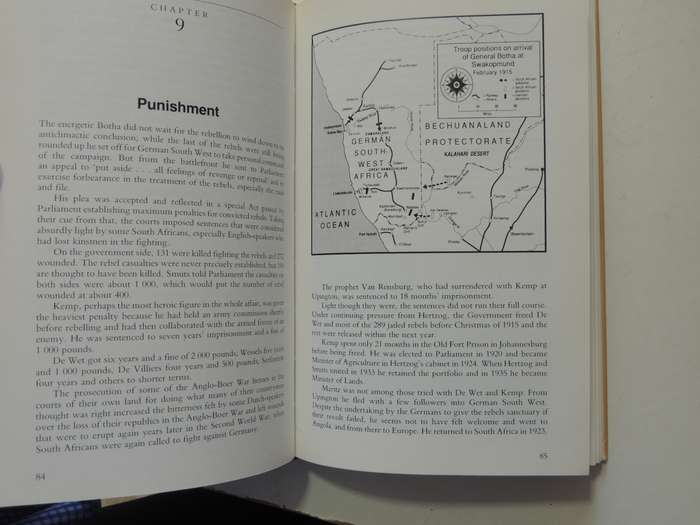 CHAPTER
9
Punishment
The energetic Botha did not wait for the rebellion to wind down to its
anticlimactic conclusion; while the last of the rebels were still being
rounded up he set off for German South West to take personal command
of the campaign. But from the battlefront he sent to Parliament
an appeal to 'put aside . . . all feelings of revenge or reprisal' and to
exercise forbearance in the treatment of the rebels, especially the rank
and file.
His plea was accepted and reflected in a special Act passed by
Parliament establishing maximum penalties for convicted rebels. Taking
their cue from that, the courts imposed sentences that were considered
absurdly light by some South Africans, especially English-speakers who
had lost kinsmen in the fighting.
On the government side, 131 were killed fighting the rebels and 272
wounded. The rebel casualties were never precisely established, but
are thought to have been killed. Smuts told Parliament the casualties on
both sides were about 1 000, which would put the number of rebel
wounded at about 400.
Kemp, perhaps the most heroic figure in the whole affair, was given
the heaviest penalty because he had held an army commission
before rebelling and had then collaborated with the armed forces of an
enemy. He was sentenced to seven years' imprisonment and a fine of
1 000 pounds.
De Wet got six years and a fine of 2 000 pounds, Wessels five years
and 1 000 pounds, De Villiers four years and 500 pounds,
four years and others to shorter terms.
The prosecution of some of the Anglo-Boer War heroes in the
courts of their own land for doing what many of their countrymen
thought was right increased the bitterness felt by some Dutch-speakers
over the loss of their republics in the Anglo-Boer War and left wounds
that were to erupt again years later in the Second World War, when
South Africans were again called to fight against Germany.
84
Troop positions on arrival
of General Botha at
Swakopmund
February 1915
BECHUANALAND
PROTECTORATE
KALAHARI DESERT
GERMAN
SOUTH-
WEST
AFRICA
ATLANTIC
OCEAN
The prophet Van Rensburg, who had surrendered with Kemp at
Upington, was sentenced to 18 months' imprisonment.
Light though they were, the sentences did not run their full course.
Under continuing pressure from Hertzog, the Government freed De
Wet and most of the 289 jailed rebels before Christmas of 1915 and the
rest were released within the next year.
Kemp spent only 21 months in the Old Fort Prison in Johannesburg
before being freed. He was elected to Parliament in 1920 and became
Minister of Agriculture in Hertzog's cabinet in 1924. When Hertzog and
Smuts united in 1933 he retained the portfolio and in 1935 he became
Minister of Lands.
Maritz was not among those tried with De Wet and Kemp. From
Upington he fled with a few followers into German South West.
Despite the undertaking by the Germans to give the rebels sanctuary if
their revolt failed, he seems not to have felt welcome and went to
Angola, and from there to Europe. He returned to South Africa in 1923,
85